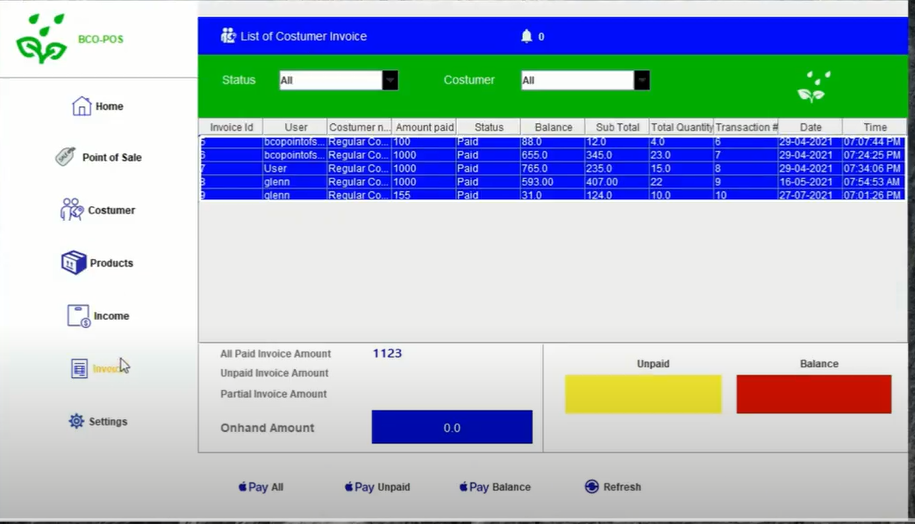 BCO-POS
Home
Point of Sale
Costumer
Products
Income
Settings
List of Costumer Invoice 0
Status All Costumer All
Invoice Id User Costumer n... Amount paid Status Balance Sub Total Total Quantity Transaction # Date Time
5 bcopointofs... Regular Co... 100 Paid 88.0 12.0 4.0 6 29-04-2021 07:07:44 PM
6 bcopointofs... Regular Co... 1000 Paid 655.0 345.0 23.0 7 29-04-2021 07:24:25 PM
7 User Regular Co... 1000 Paid 765.0 235.0 15.0 8 29-04-2021 07:34:06 PM
8 glenn Regular Co... 1000 Paid 593.00 407.00 22 9 16-05-2021 07:54:53 AM
9 glenn Regular Co... 155 Paid 31.0 124.0 10.0 10 27-07-2021 07:01:26 PM
All Paid Invoice Amount 1123
Unpaid Invoice Amount
Partial Invoice Amount
Onhand Amount 0.0
Unpaid Balance
Pay All Pay Unpaid Pay Balance Refresh